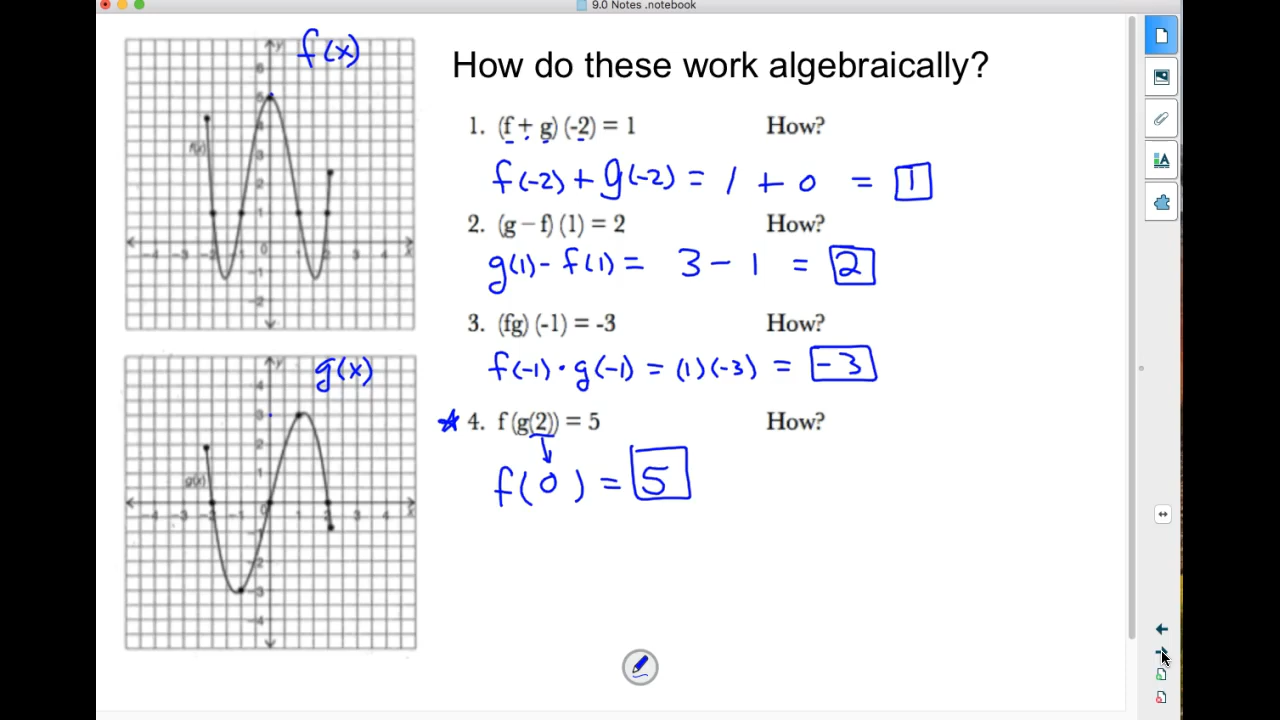 9.0 Notes .notebook
f(x)
How do these work algebraically?
1. (f + g) (-2) = 1 How?
f(-2) + g(-2) = 1 + 0 = 1
2. (g – f) (1) = 2 How?
g(1) - f(1) = 3 - 1 = 2
3. (fg) (-1) = -3 How?
f(-1) · g(-1) = (1)(-3) = -3
g(x)
4. f (g(2)) = 5 How?
f(0) = 5